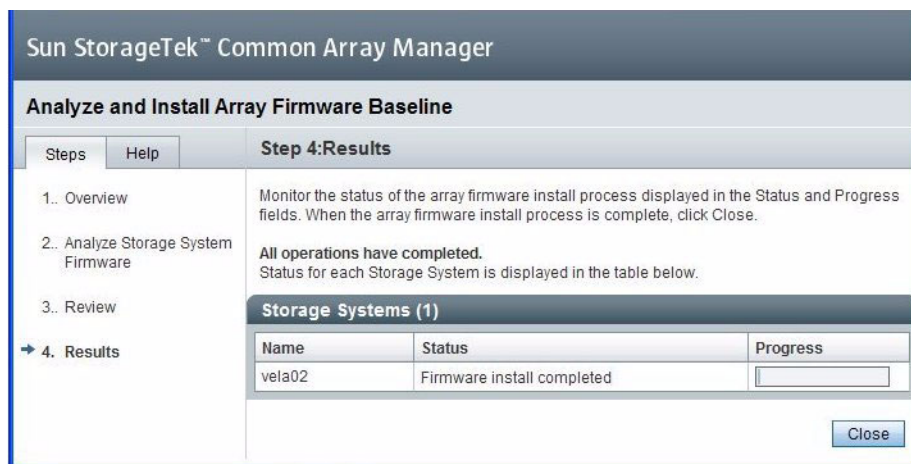 Sun StorageTek™ Common Array Manager
Analyze and Install Array Firmware Baseline
Steps
Help
1.. Overview
2.. Analyze Storage System
Firmware
3.. Review
4. Results
Step 4:Results
Monitor the status of the array firmware install process displayed in the Status and Progress
fields. When the array firmware install process is complete, click Close.
All operations have completed.
Status for each Storage System is displayed in the table below.
Storage Systems (1)
Name Status Progress
vela02 Firmware install completed
Close